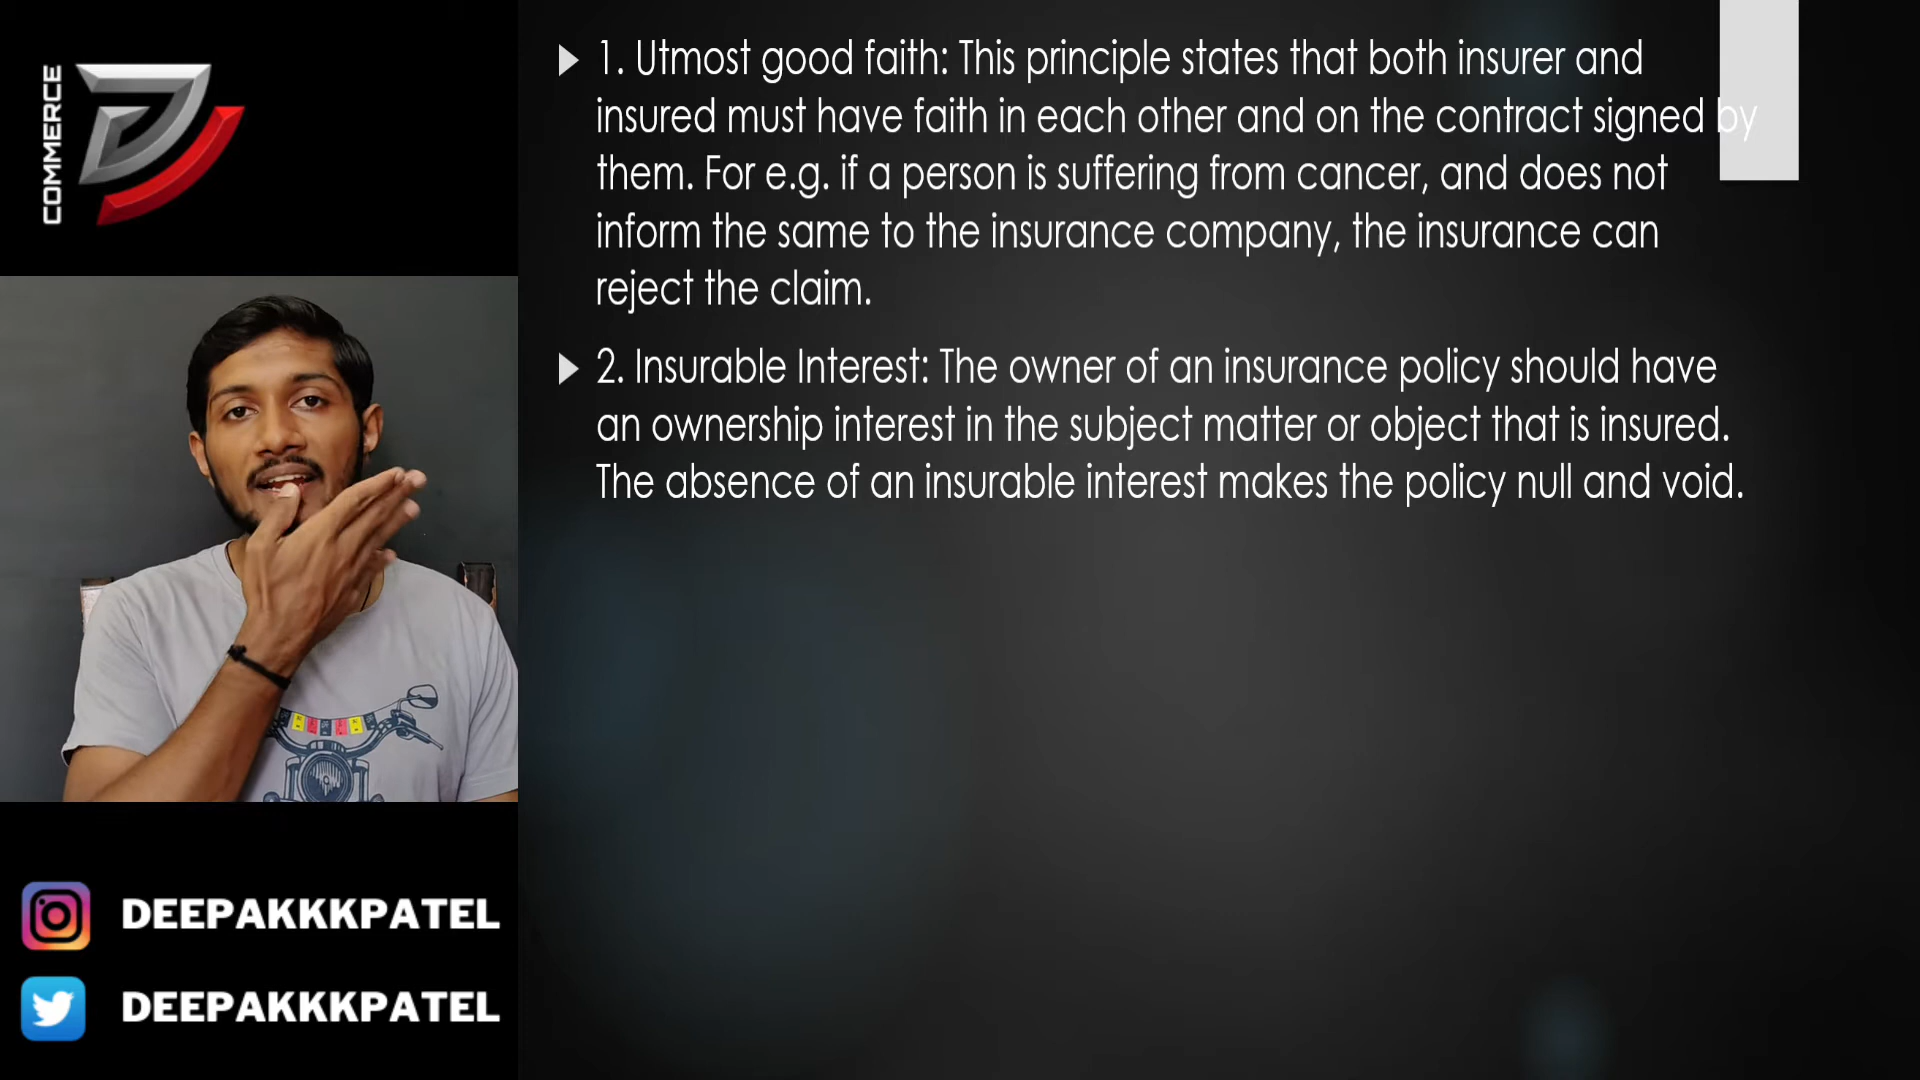 COMMERCE
1. Utmost good faith: This principle states that both insurer and
insured must have faith in each other and on the contract signed by
them. For e.g. if a person is suffering from cancer, and does not
inform the same to the insurance company, the insurance can
reject the claim.
2. Insurable Interest: The owner of an insurance policy should have
an ownership interest in the subject matter or object that is insured.
The absence of an insurable interest makes the policy null and void.
DEEPAKKKPATEL
DEEPAKKKPATEL